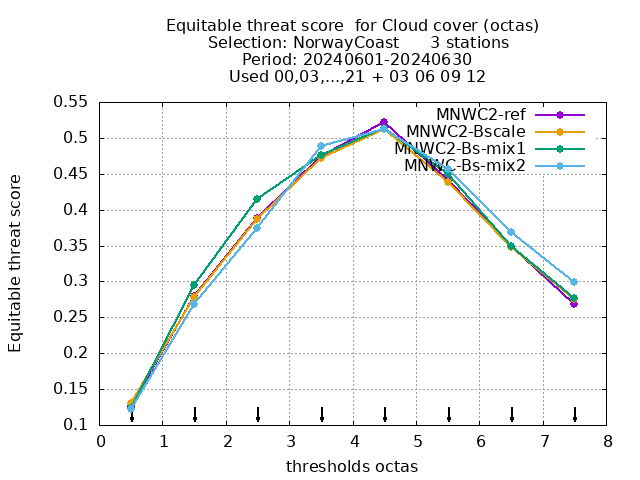 Equitable threat score  for Cloud cover (octas)
Selection: NorwayCoast      3 stations
Period: 20240601-20240630
Used 00,03,...,21 + 03 06 09 12
MNWC2-ref
MNWC2-Bscale
MNWC2-Bs-mix1
MNWC-Bs-mix2
Equitable threat score
0.55
0.5
0.45
0.4
0.35
0.3
0.25
0.2
0.15
0.1
0 1 2 3 4 5 6 7 8
thresholds octas